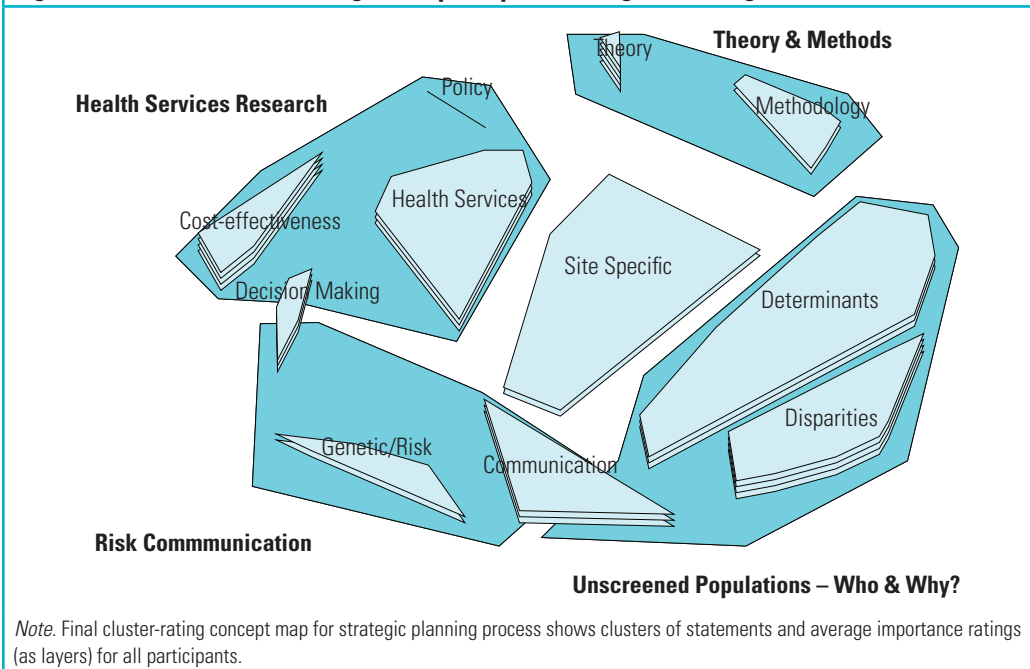 Theory & Methods
Theory
Methodology
Health Services Research
Policy
Health Services
Cost-effectiveness
Decision Making
Site Specific
Determinants
Disparities
Genetic/Risk
Communication
Risk Commmunication
Unscreened Populations – Who & Why?
Note. Final cluster-rating concept map for strategic planning process shows clusters of statements and average importance ratings
(as layers) for all participants.